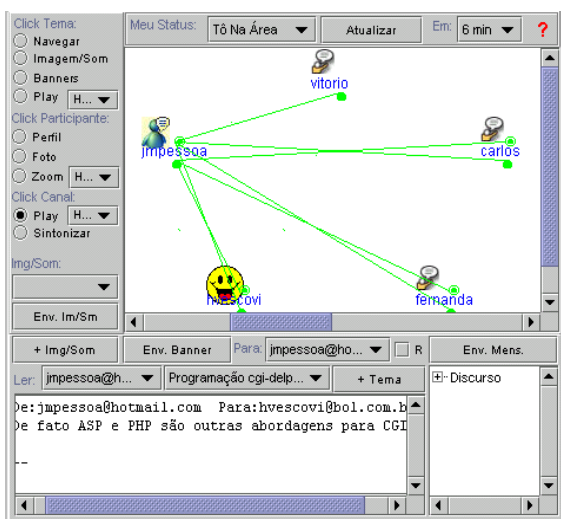 Click Tema:
Navegar
Imagem/Som
Banners
Play H...
Click Participante:
Perfil
Foto
Zoom H...
Click Canal:
Play H...
Sintonizar
Img/Som:
Env. Im/Sm
Meu Status: Tô Na Área Atualizar Em: 6 min ?
vitorio
jmpessoa
carlos
fernanda
+ Img/Som Env. Banner Para: jmpessoa@ho... R Env. Mens.
Ler: jmpessoa@h... Programação cgi-delp... + Tema
Discurso
De:jmpessoa@hotmail.com Para:hvescovi@bol.com.b
De fato ASP e PHP são outras abordagens para CGI
--